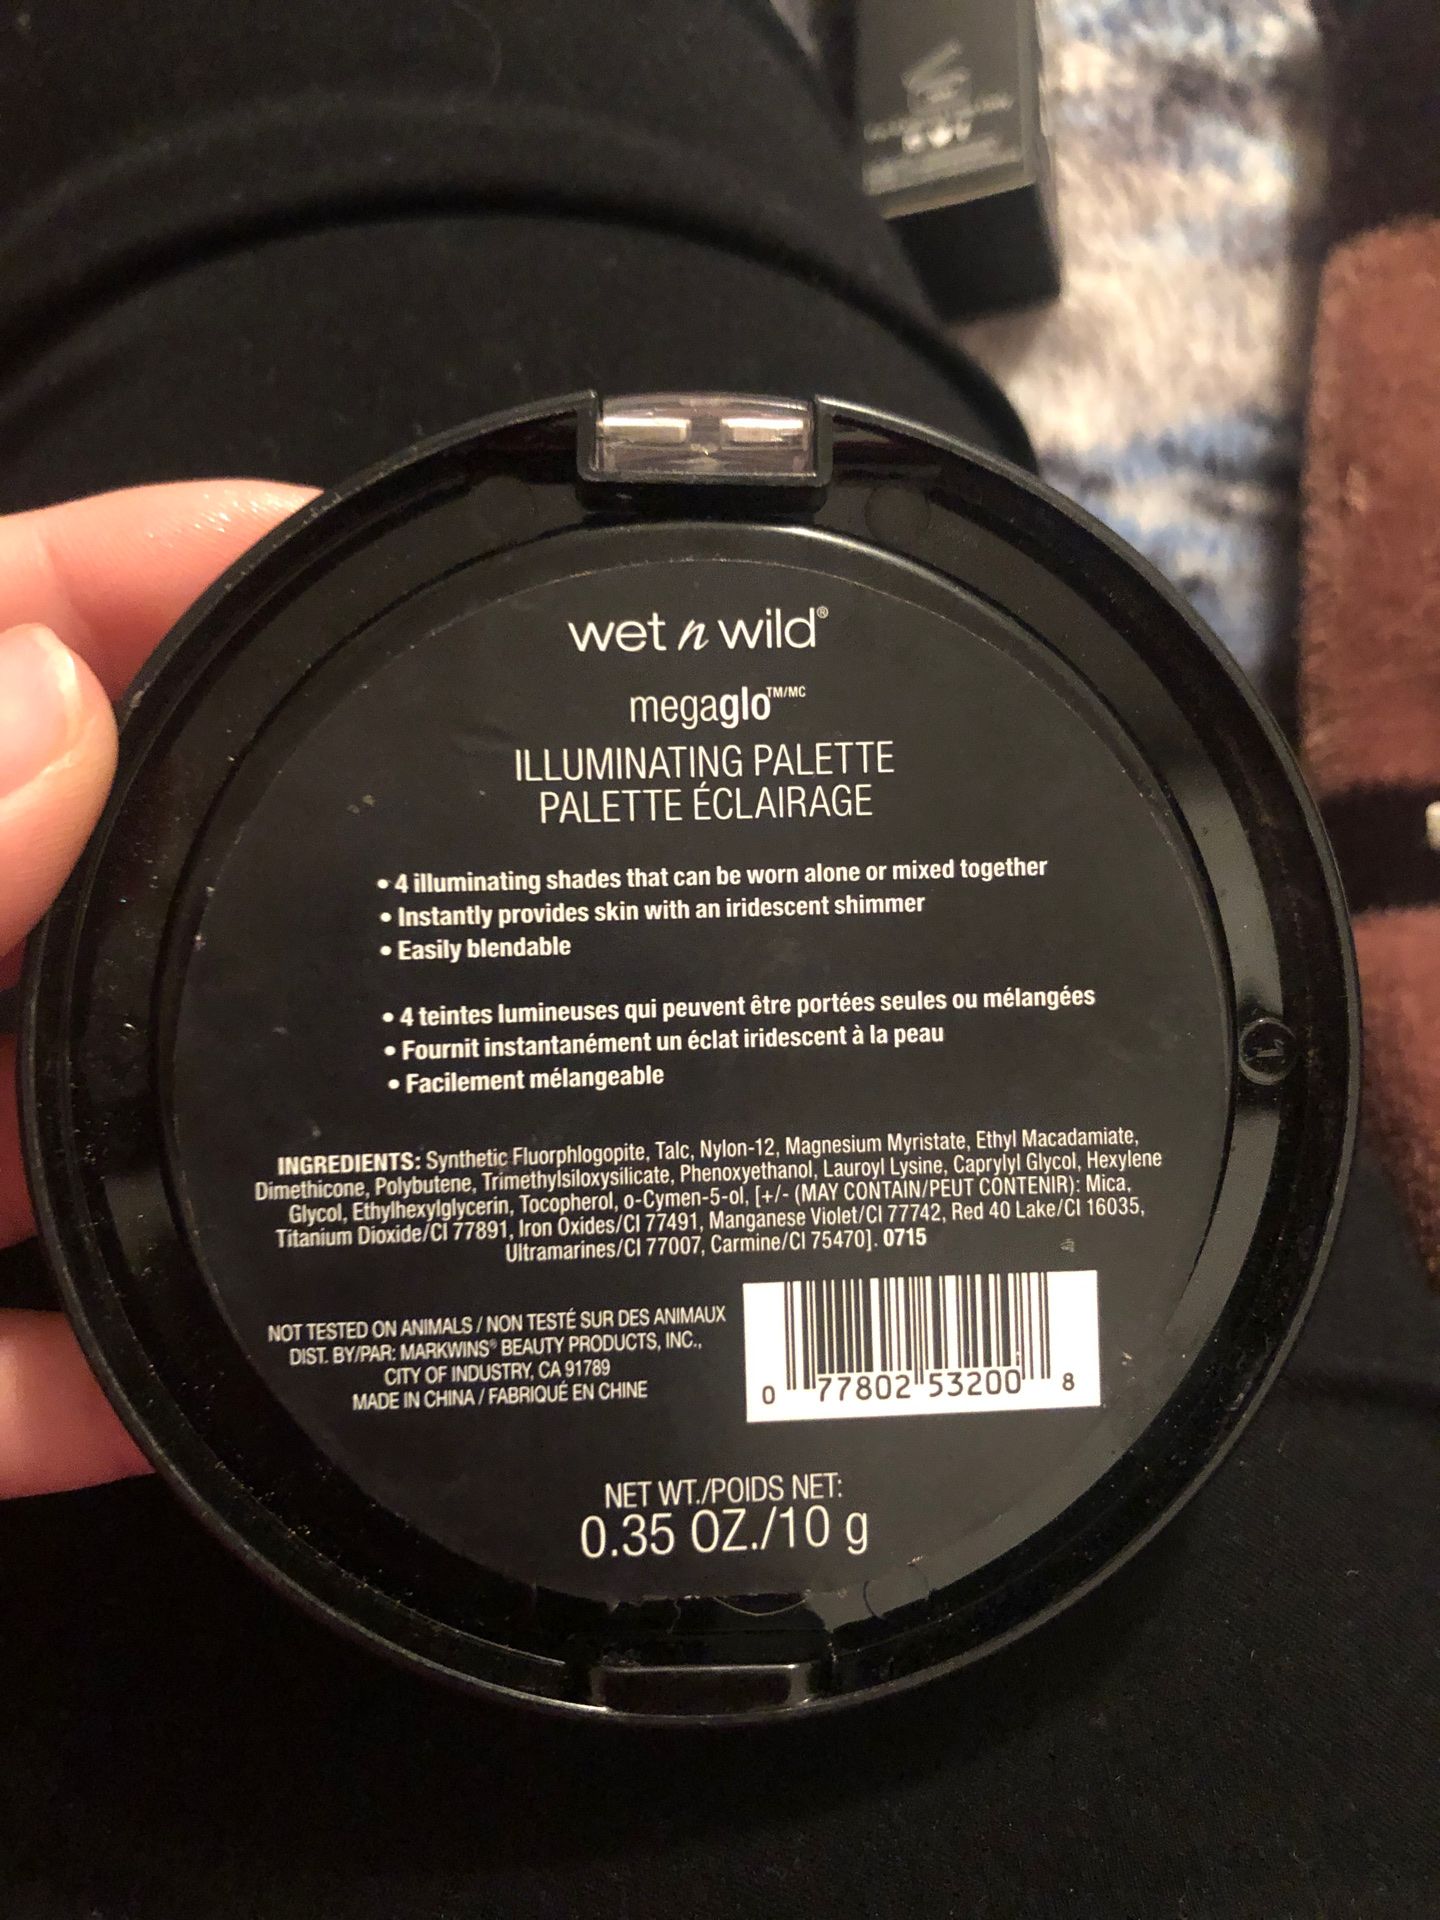 wet n wild®
megaglo™/MC
ILLUMINATING PALETTE
PALETTE ÉCLAIRAGE
• 4 illuminating shades that can be worn alone or mixed together
• Instantly provides skin with an iridescent shimmer
• Easily blendable
• 4 teintes lumineuses qui peuvent être portées seules ou mélangées
• Fournit instantanément un éclat iridescent à la peau
• Facilement mélangeable
INGREDIENTS: Synthetic Fluorphlogopite, Talc, Nylon-12, Magnesium Myristate, Ethyl Macadamiate,
Dimethicone, Polybutene, Trimethylsiloxysilicate, Phenoxyethanol, Lauroyl Lysine, Caprylyl Glycol, Hexylene
Glycol, Ethylhexylglycerin, Tocopherol, o-Cymen-5-ol, [+/- (MAY CONTAIN/PEUT CONTENIR): Mica,
Titanium Dioxide/CI 77891, Iron Oxides/CI 77491, Manganese Violet/CI 77742, Red 40 Lake/CI 16035,
Ultramarines/CI 77007, Carmine/CI 75470]. 0715
NOT TESTED ON ANIMALS / NON TESTÉ SUR DES ANIMAUX
DIST. BY/PAR: MARKWINS® BEAUTY PRODUCTS, INC.,
CITY OF INDUSTRY, CA 91789
MADE IN CHINA / FABRIQUÉ EN CHINE
0 77802 53200 8
NET WT./POIDS NET:
0.35 OZ./10 g
1